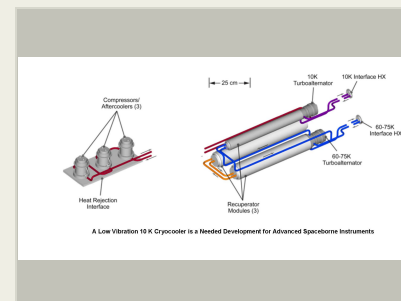 25 cm
10K
Turboalternator
10K Interface HX
Compressors/
Aftercoolers (3)
60-75K
Interface HX
60-75K
Turboalternator
Heat Rejection
Interface
Recuperator
Modules (3)
A Low Vibration 10 K Cryocooler is a Needed Development for Advanced Spaceborne Instruments